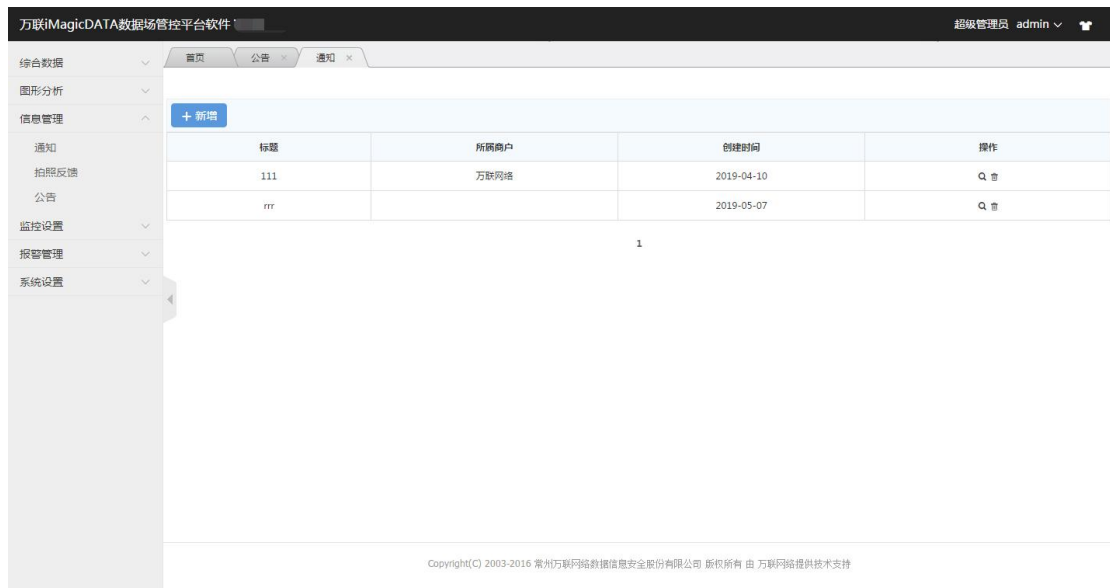 万联iMagicDATA数据场管控平台软件
超级管理员 admin
综合数据
图形分析
信息管理
通知
拍照反馈
公告
监控设置
报警管理
系统设置
首页 公告 × 通知 ×
+ 新增
标题 所属商户 创建时间 操作
111 万联网络 2019-04-10
rrr 2019-05-07
1
Copyright(C) 2003-2016 常州万联网络数据信息安全股份有限公司 版权所有 由 万联网络提供技术支持